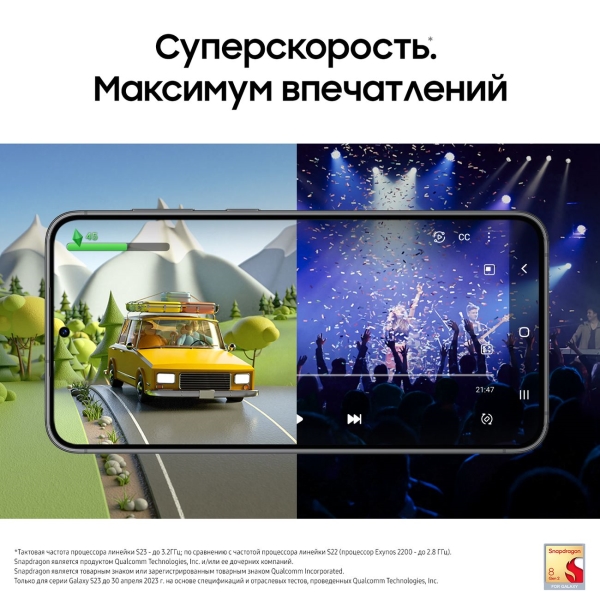 Суперскорость.*
Максимум впечатлений
45
CC
21:47
*Тактовая частота процессора линейки S23 - до 3.2ГГц; по сравнению с частотой процессора линейки S22 (процессор Exynos 2200 - до 2.8 ГГц).
Snapdragon является продуктом Qualcomm Technologies, Inc. и/или ее дочерних компаний.
Snapdragon является товарным знаком или зарегистрированным товарным знаком Qualcomm Incorporated.
Только для серии Galaxy S23 до 30 апреля 2023 г. на основе спецификаций и отраслевых тестов, проведенных Qualcomm Technologies, Inc.
Snapdragon
8
Gen 2
FOR GALAXY